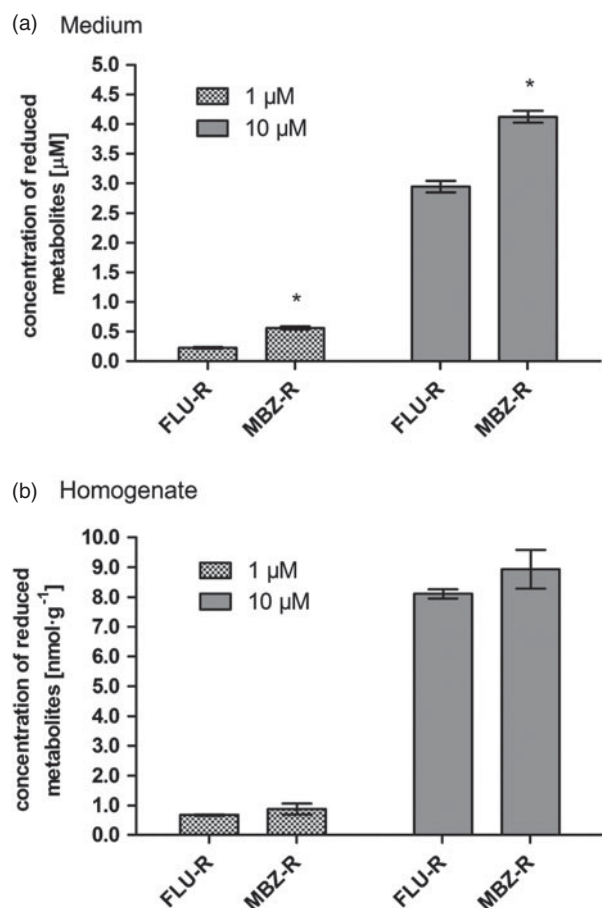 (a) Medium
concentration of reduced
metabolites [µM]
5.0
4.5
4.0
3.5
3.0
2.5
2.0
1.5
1.0
0.5
0.0
1 µM
10 µM
*
*
FLU-R
MBZ-R
FLU-R
MBZ-R
(b) Homogenate
concentration of reduced
metabolites [nmol·g⁻¹]
10.0
9.0
8.0
7.0
6.0
5.0
4.0
3.0
2.0
1.0
0.0
1 µM
10 µM
FLU-R
MBZ-R
FLU-R
MBZ-R